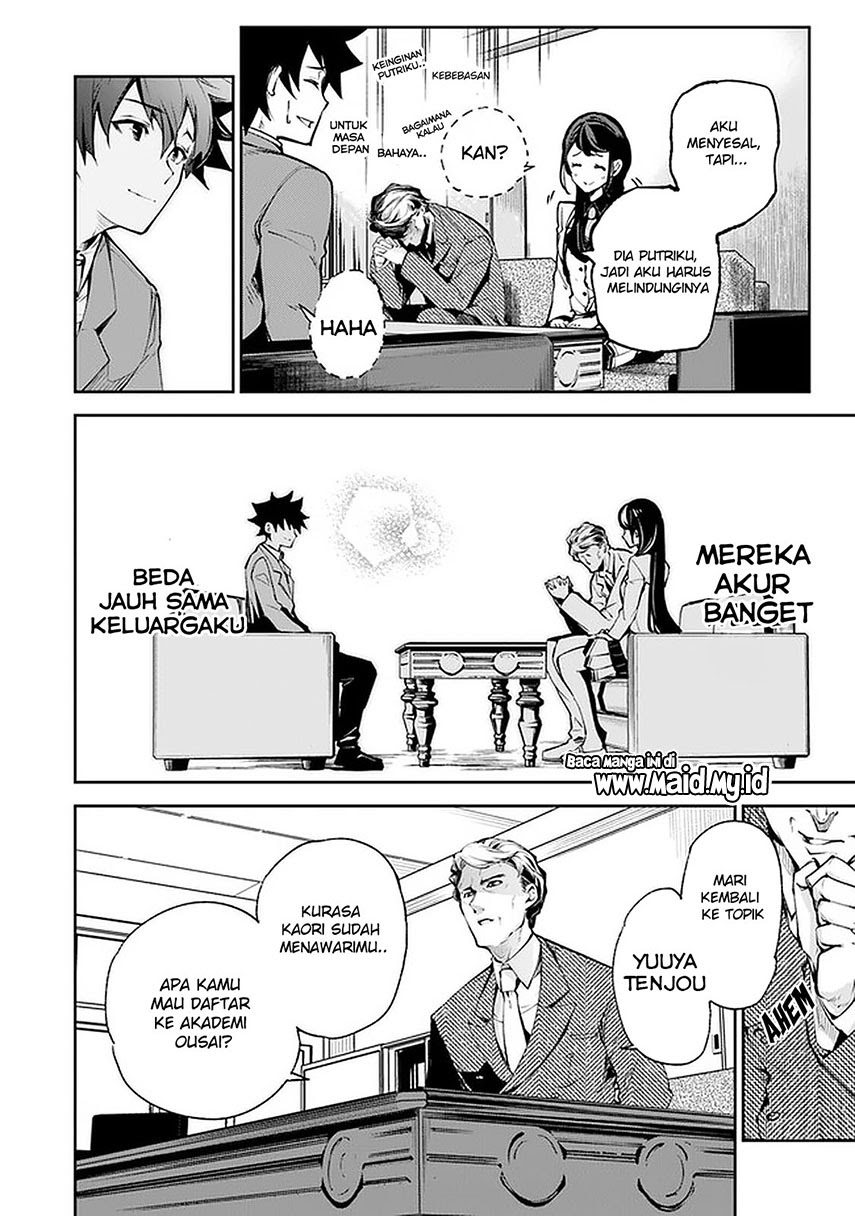 AKU
MENYESAL,
TAPI...
DIA PUTRIKU,
JADI AKU HARUS
MELINDUNGINYA
KAN?
KEINGINAN
PUTRIKU..
KEBEBASAN
BAGAIMANA
KALAU
UNTUK
MASA
DEPAN
BAHAYA..
HAHA
MEREKA
AKUR
BANGET
BEDA
JAUH SAMA
KELUARGAKU
Baca Manga ini di
www.Maid.My.id
AHEM
MARI
KEMBALI
KE TOPIK
YUUYA
TENJOU
KURASA
KAORI SUDAH
MENAWARIMU..
APA KAMU
MAU DAFTAR
KE AKADEMI
OUSAI?